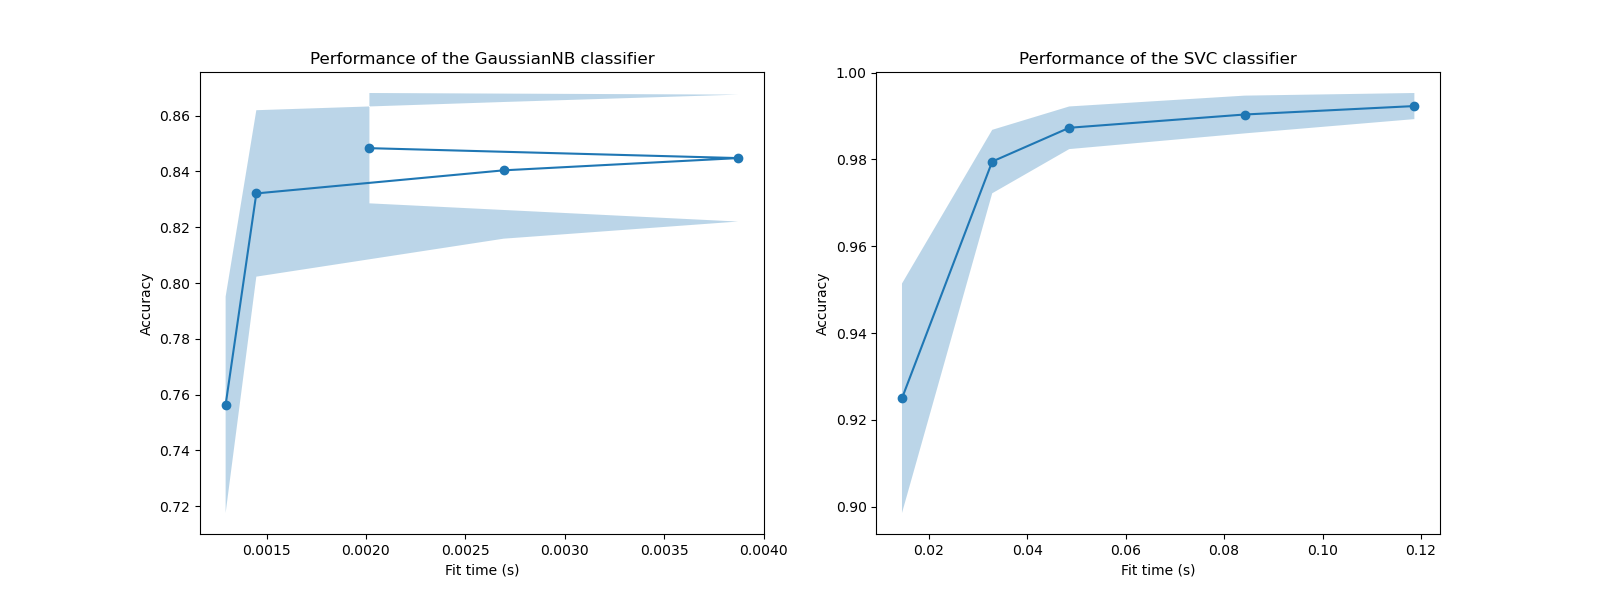 Performance of the GaussianNB classifier
Accuracy
0.86
0.84
0.82
0.80
0.78
0.76
0.74
0.72
0.0015 0.0020 0.0025 0.0030 0.0035 0.0040
Fit time (s)
Performance of the SVC classifier
Accuracy
1.00
0.98
0.96
0.94
0.92
0.90
0.02 0.04 0.06 0.08 0.10 0.12
Fit time (s)